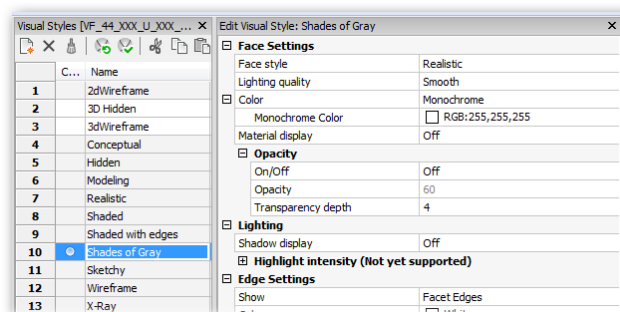 Visual Styles [VF_44_XXX_U_XXX_...
C... Name
1 2dWireframe
2 3D Hidden
3 3dWireframe
4 Conceptual
5 Hidden
6 Modeling
7 Realistic
8 Shaded
9 Shaded with edges
10 Shades of Gray
11 Sketchy
12 Wireframe
13 X-Ray
Edit Visual Style: Shades of Gray
Face Settings
Face style Realistic
Lighting quality Smooth
Color Monochrome
Monochrome Color RGB:255,255,255
Material display Off
Opacity
On/Off Off
Opacity 60
Transparency depth 4
Lighting
Shadow display Off
Highlight intensity (Not yet supported)
Edge Settings
Show Facet Edges